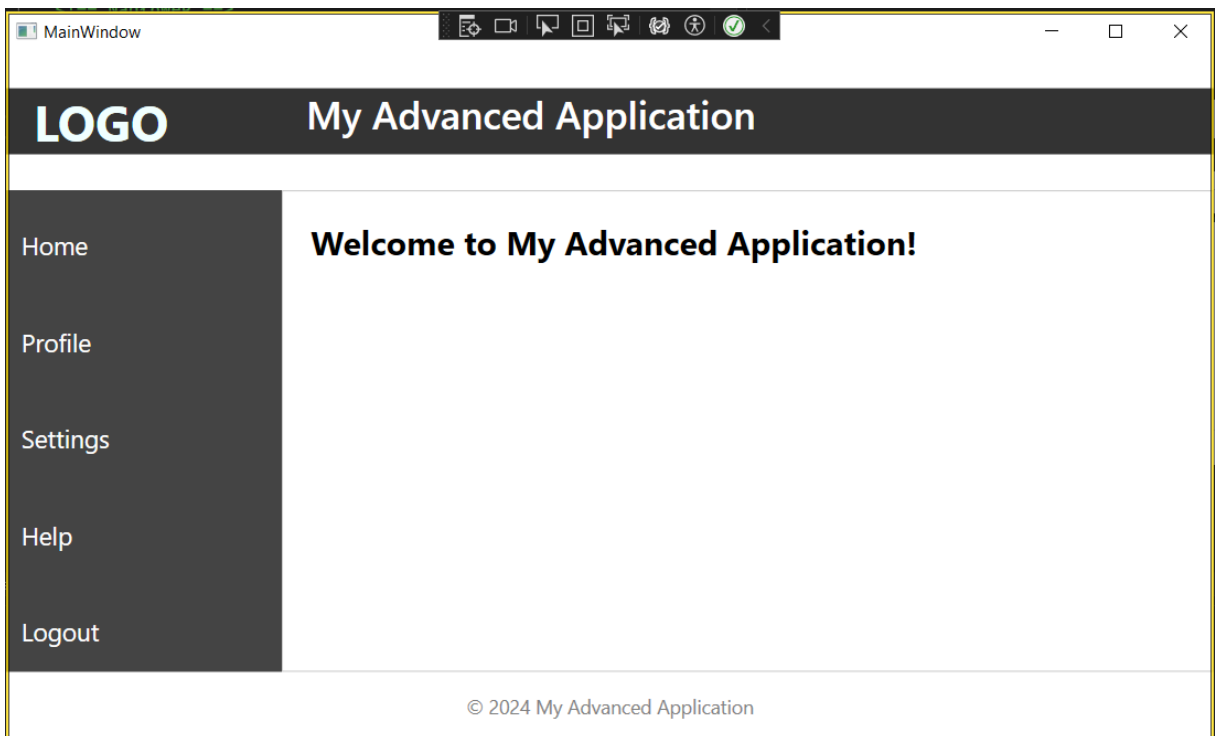 MainWindow
LOGO
My Advanced Application
Home
Welcome to My Advanced Application!
Profile
Settings
Help
Logout
© 2024 My Advanced Application